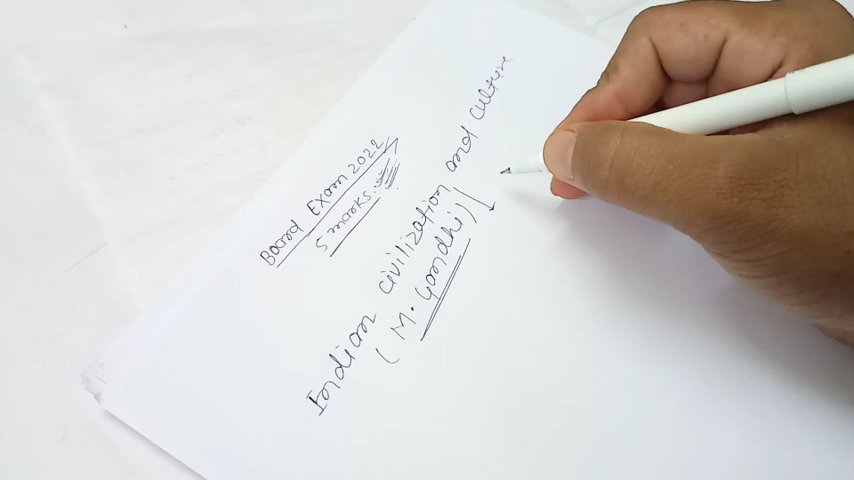 Board Exam 2022
5 marks.
Indian civilization and culture
(M. Gandhi)